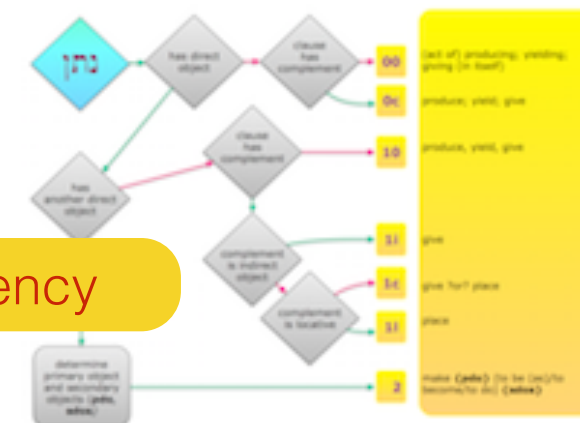 נתן
has direct
object
clause
has
complement
00
(act of) producing; yielding;
giving (in itself)
0c
produce; yield; give
clause
has
complement
10
produce, yield, give
has
another direct
object
complement
is indirect
object
1i
give
ency
1c
give ?or? place
complement
is locative
1l
place
determine
primary object
and secondary
objects (pdo,
sdos)
2
make (pdo) (to be (as)/to
become/to do) (sdos)